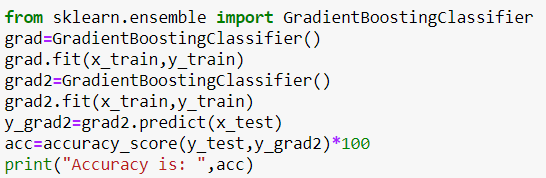 from sklearn.ensemble import GradientBoostingClassifier
grad=GradientBoostingClassifier()
grad.fit(x_train,y_train)
grad2=GradientBoostingClassifier()
grad2.fit(x_train,y_train)
y_grad2=grad2.predict(x_test)
acc=accuracy_score(y_test,y_grad2)*100
print("Accuracy is: ",acc)